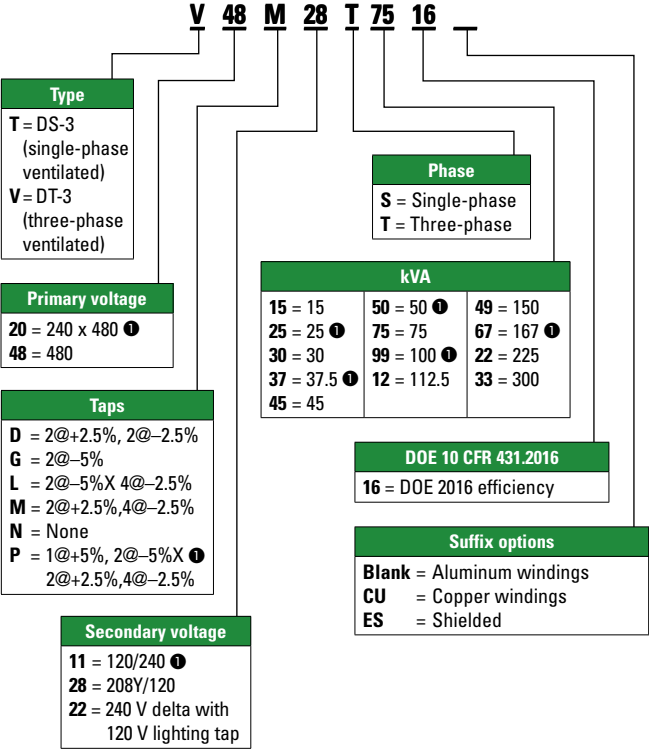 V 48 M 28 T 75 16
Type
T = DS-3
(single-phase
ventilated)
V = DT-3
(three-phase
ventilated)
Phase
S = Single-phase
T = Three-phase
kVA
15 = 15
25 = 25 ❶
30 = 30
37 = 37.5 ❶
45 = 45
50 = 50 ❶
75 = 75
99 = 100 ❶
12 = 112.5
49 = 150
67 = 167 ❶
22 = 225
33 = 300
Primary voltage
20 = 240 x 480 ❶
48 = 480
Taps
D = 2@+2.5%, 2@–2.5%
G = 2@–5%
L = 2@–5%X 4@–2.5%
M = 2@+2.5%,4@–2.5%
N = None
P = 1@+5%, 2@–5%X ❶
2@+2.5%,4@–2.5%
DOE 10 CFR 431.2016
16 = DOE 2016 efficiency
Suffix options
Blank = Aluminum windings
CU = Copper windings
ES = Shielded
Secondary voltage
11 = 120/240 ❶
28 = 208Y/120
22 = 240 V delta with
120 V lighting tap